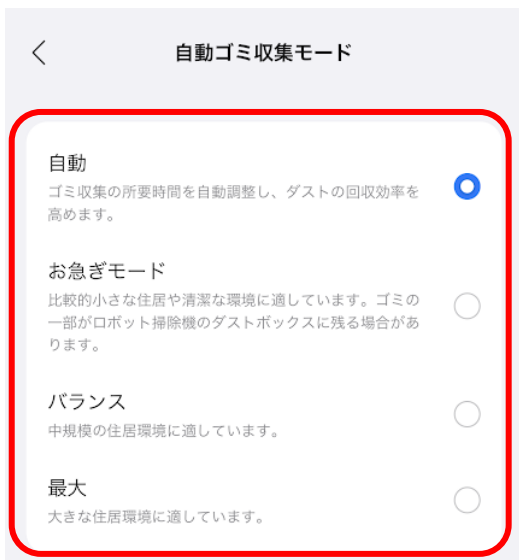 自動ゴミ収集モード
自動
ゴミ収集の所要時間を自動調整し、ダストの回収効率を
高めます。
お急ぎモード
比較的小さな住居や清潔な環境に適しています。ゴミの
一部がロボット掃除機のダストボックスに残る場合があ
ります。
バランス
中規模の住居環境に適しています。
最大
大きな住居環境に適しています。